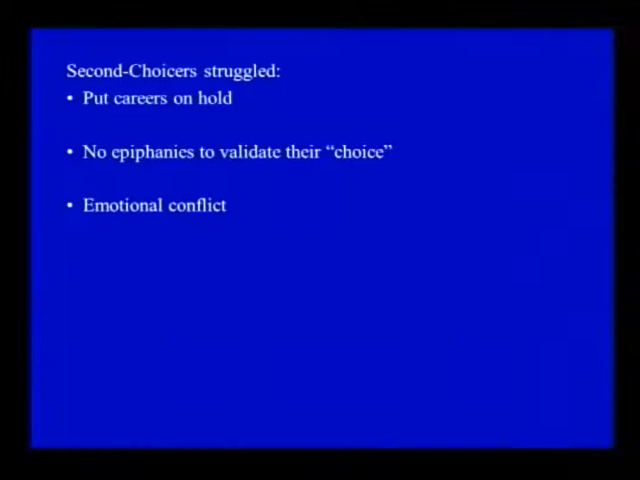 Second-Choicers struggled:
• Put careers on hold
• No epiphanies to validate their “choice”
• Emotional conflict